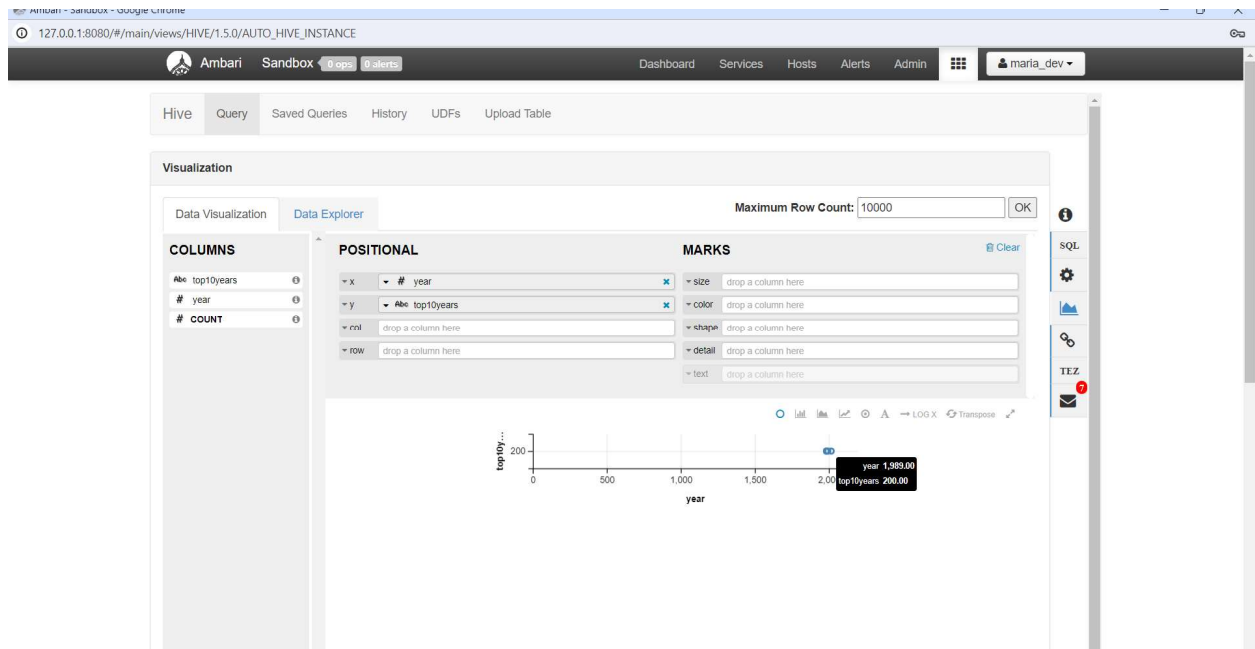 Ambari - Sandbox - Google Chrome
127.0.0.1:8080/#/main/views/HIVE/1.5.0/AUTO_HIVE_INSTANCE
Ambari Sandbox 0 ops 0 alerts Dashboard Services Hosts Alerts Admin maria_dev
Hive Query Saved Queries History UDFs Upload Table
Visualization
Data Visualization Data Explorer Maximum Row Count: 10000 OK
COLUMNS POSITIONAL MARKS Clear SQL
Abc top10years x # year size drop a column here
# year y Abc top10years color drop a column here
# COUNT col drop a column here shape drop a column here
row drop a column here detail drop a column here
text drop a column here TEZ
7
A LOG X Transpose
top10y...
200
year 1,989.00
top10years 200.00
0 500 1,000 1,500 2,00
year